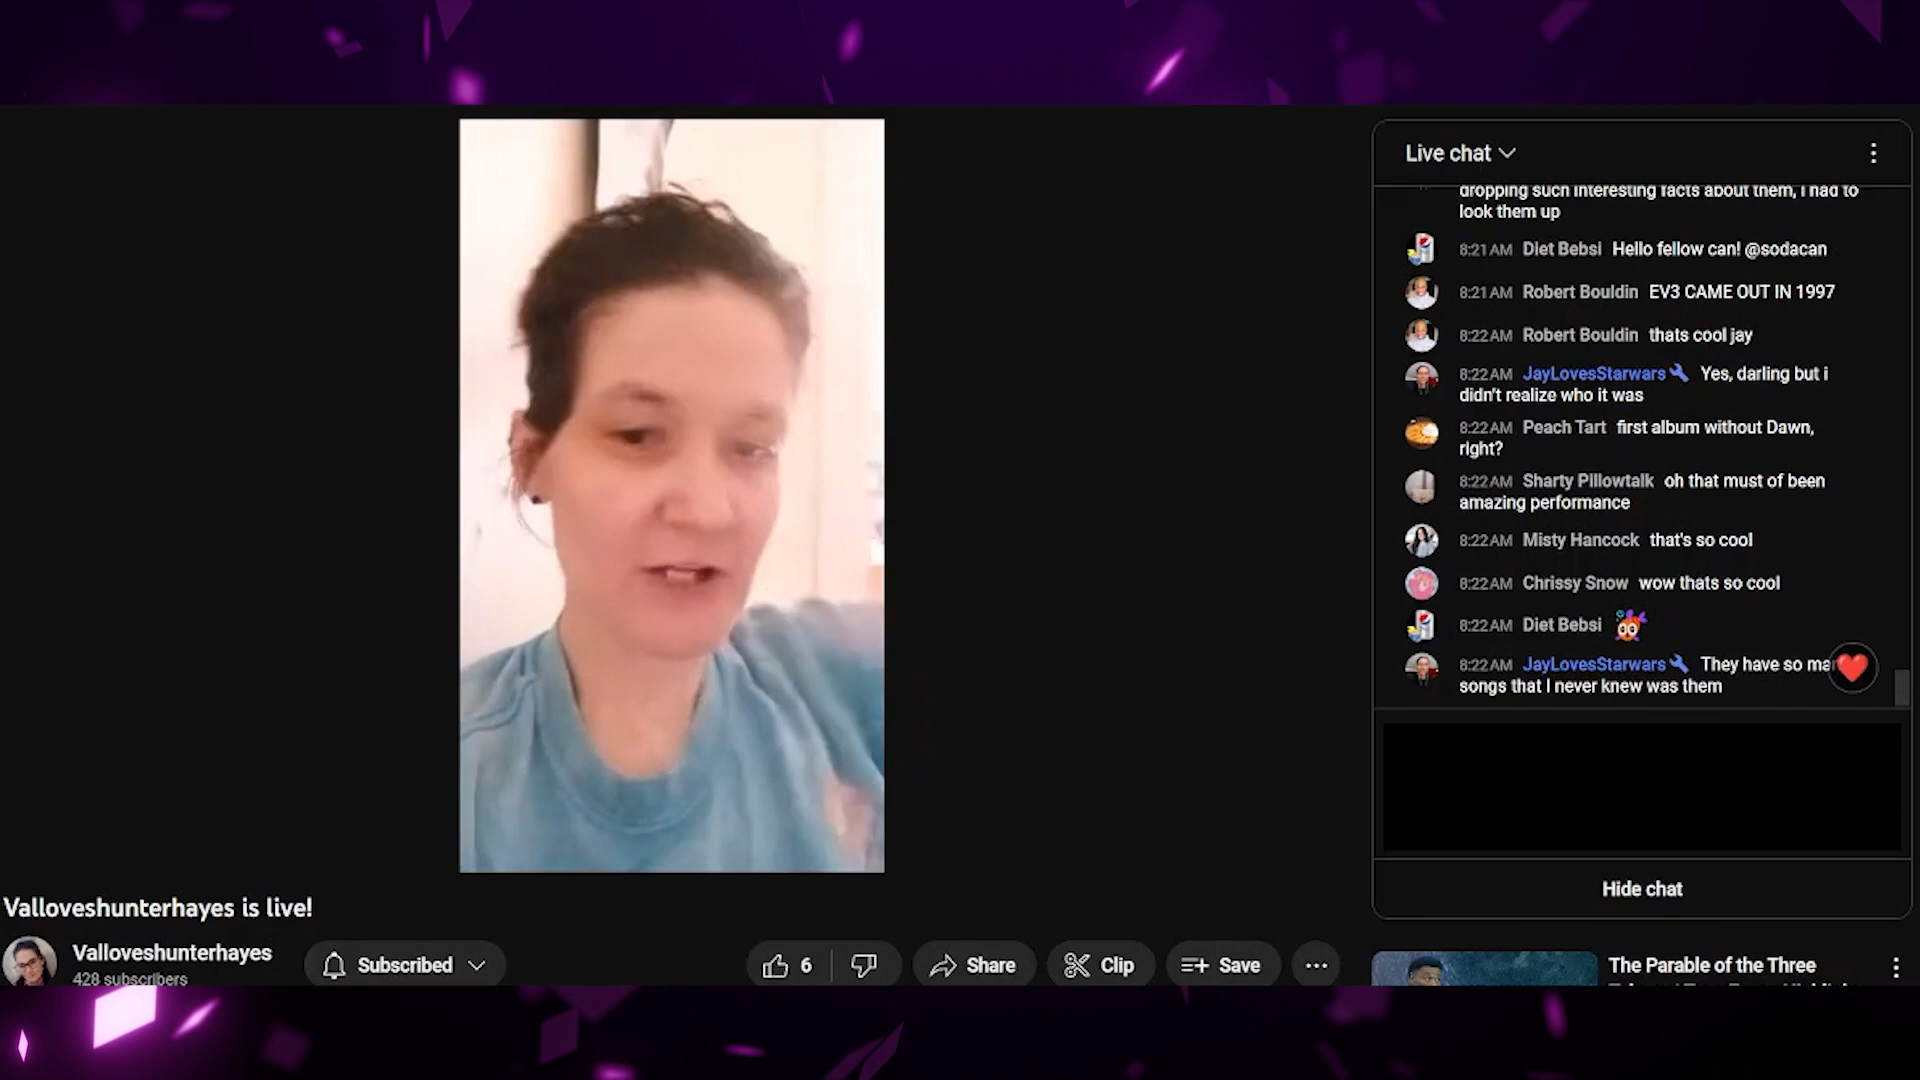 Live chat
dropping such interesting facts about them, I had to
look them up
8:21 AM Diet Bebsi Hello fellow can! @sodacan
8:21 AM Robert Bouldin EV3 CAME OUT IN 1997
8:22 AM Robert Bouldin thats cool jay
8:22 AM JayLovesStarwars Yes, darling but i
didn't realize who it was
8:22 AM Peach Tart first album without Dawn,
right?
8:22 AM Sharty Pillowtalk oh that must of been
amazing performance
8:22 AM Misty Hancock that's so cool
8:22 AM Chrissy Snow wow thats so cool
8:22 AM Diet Bebsi
8:22 AM JayLovesStarwars They have so
songs that I never knew was them
Hide chat
Valloveshunterhayes is live!
Valloveshunterhayes
428 subscribers
Subscribed
6
Share
Clip
Save
The Parable of the Three